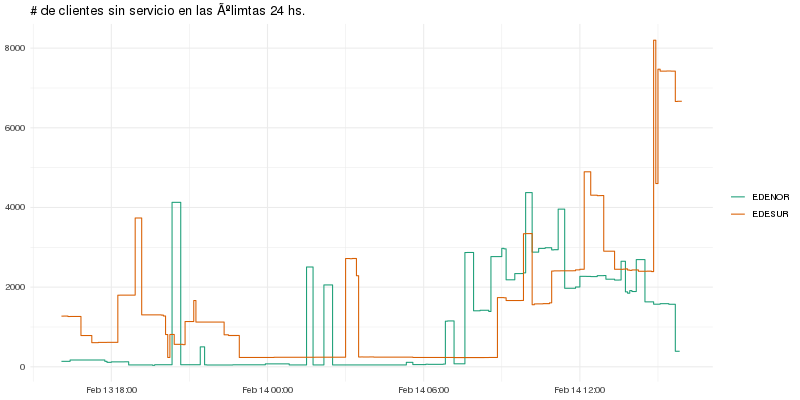 # de clientes sin servicio en las Ãºlimtas 24 hs.
8000
6000
4000
2000
0
Feb 13 18:00
Feb 14 00:00
Feb 14 06:00
Feb 14 12:00
EDENOR
EDESUR